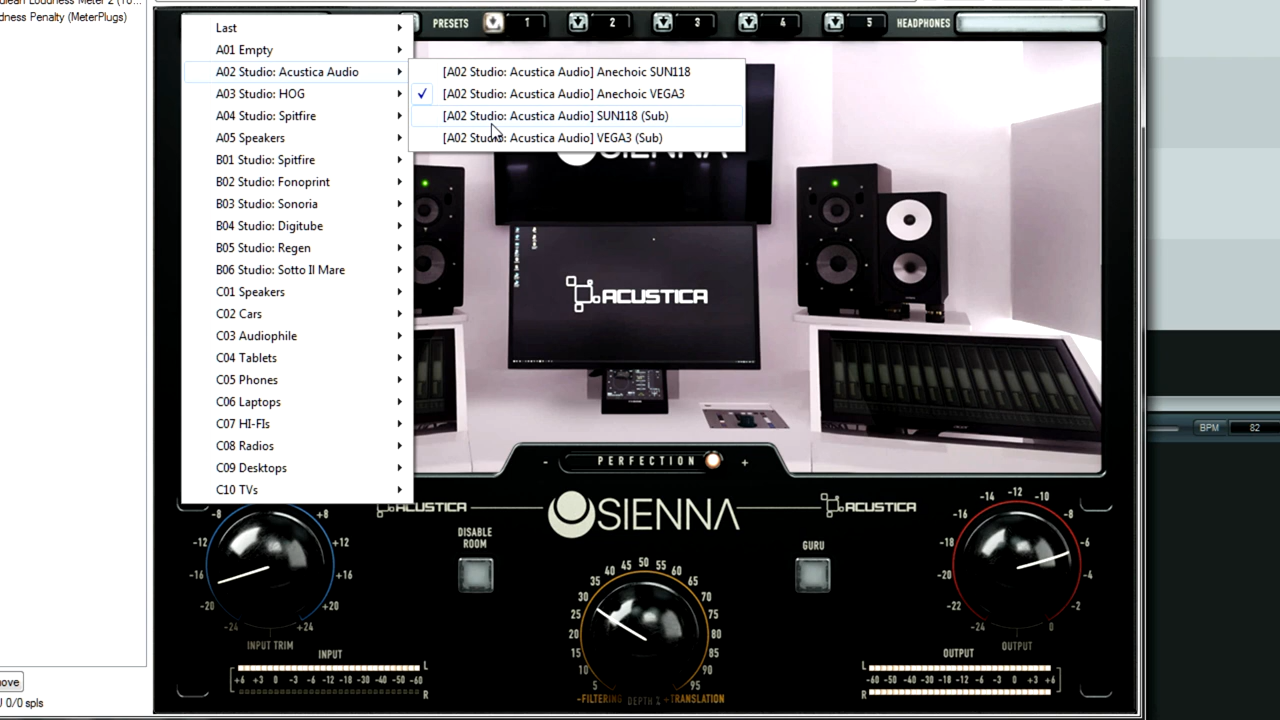 dness Penalty (MeterPlugs)
Last
A01 Empty
A02 Studio: Acustica Audio
A03 Studio: HOG
A04 Studio: Spitfire
A05 Speakers
B01 Studio: Spitfire
B02 Studio: Fonoprint
B03 Studio: Sonoria
B04 Studio: Digitube
B05 Studio: Regen
B06 Studio: Sotto Il Mare
C01 Speakers
C02 Cars
C03 Audiophile
C04 Tablets
C05 Phones
C06 Laptops
C07 HI-FIs
C08 Radios
C09 Desktops
C10 TVs
[A02 Studio: Acustica Audio] Anechoic SUN118
[A02 Studio: Acustica Audio] Anechoic VEGA3
[A02 Studio: Acustica Audio] SUN118 (Sub)
[A02 Studio: Acustica Audio] VEGA3 (Sub)
PRESETS 1 2 3 4 5 HEADPHONES
SIENNA
ACUSTICA
BPM 82
- PERFECTION +
ACUSTICA SIENNA ACUSTICA
DISABLE ROOM
GURU
-24 -20 -16 -12 -8 +8 +12 +16 +20 +24
INPUT TRIM
5 10 15 20 25 30 35 40 45 50 55 60 65 70 75 80 85 90 95
-FILTERING DEPTH % +TRANSLATION
-24 -22 -20 -18 -16 -14 -12 -10 -8 -6 -4 -2 0
OUTPUT
INPUT L
+6 +3 0 -3 -6 -12 -18 -30 -40 -50 -60
R
OUTPUT
L
-60 -50 -40 -30 -18 -12 -6 -3 0 +3 +6
R
ove
0/0 spls